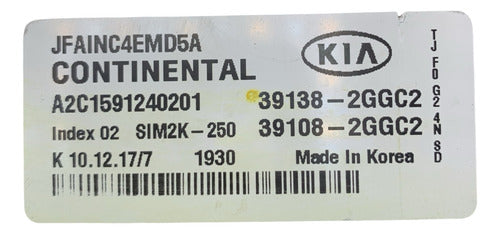 JFAINC4EMD5A
CONTINENTAL
KIA
A2C1591240201 39138-2GGC2
Index 02 SIM2K-250 39108-2GGC2
K 10.12.17/7 1930 Made In Korea
TJ F0 G2 4N SD